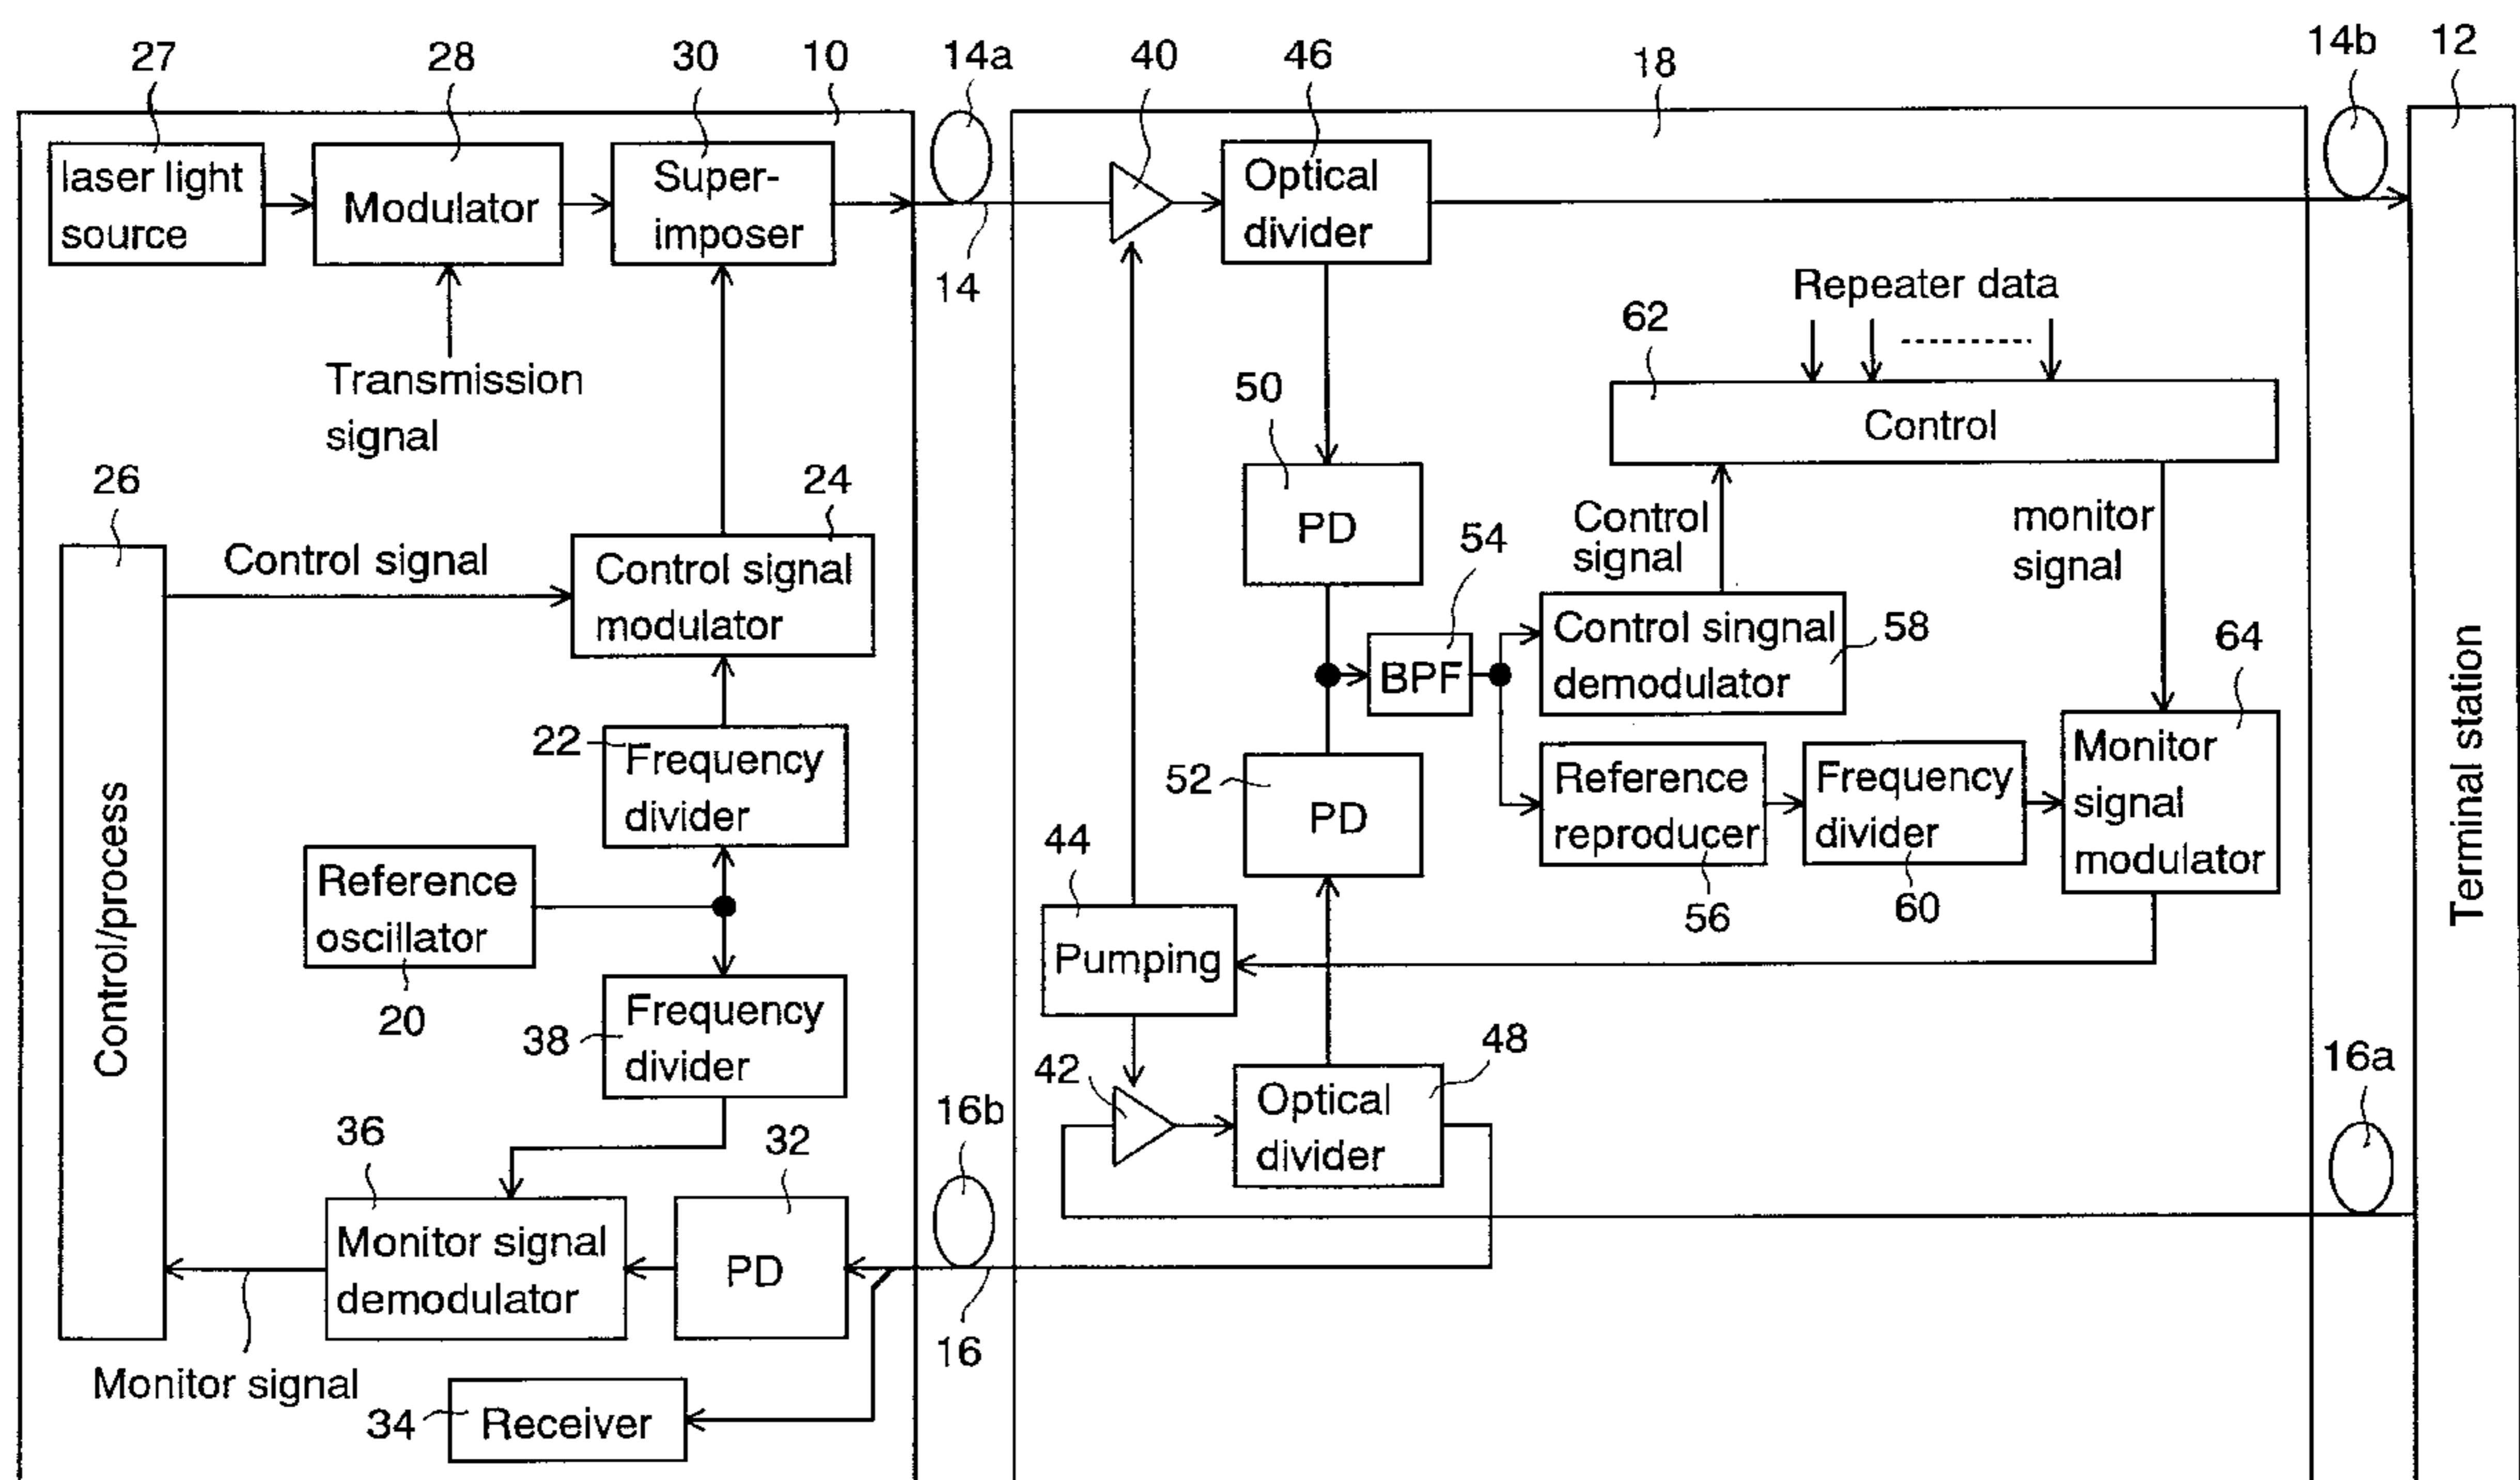 27
28
30
10
14a
40
46
18
14b
12
laser light
source
Modulator
Super-
imposer
Optical
divider
14
Transmission
signal
Repeater data
62
Control
50
PD
26
24
Control signal
Control signal
modulator
Control
signal
monitor
signal
54
BPF
Control singnal
demodulator
58
64
22
Frequency
divider
52
PD
Reference
reproducer
56
Frequency
divider
60
Monitor
signal
modulator
Terminal station
Control/process
Reference
oscillator
20
44
Pumping
38
Frequency
divider
42
Optical
divider
48
16a
16b
36
32
Monitor signal
demodulator
PD
16
Monitor signal
34
Receiver